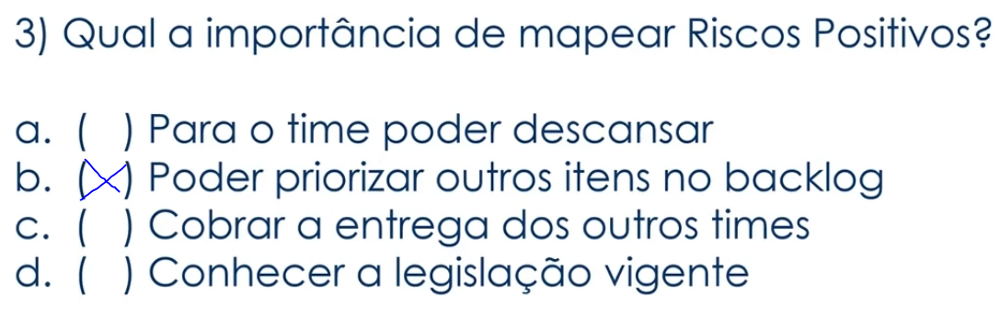 3) Qual a importância de mapear Riscos Positivos?
a. ( ) Para o time poder descansar
b. (X) Poder priorizar outros itens no backlog
c. ( ) Cobrar a entrega dos outros times
d. ( ) Conhecer a legislação vigente